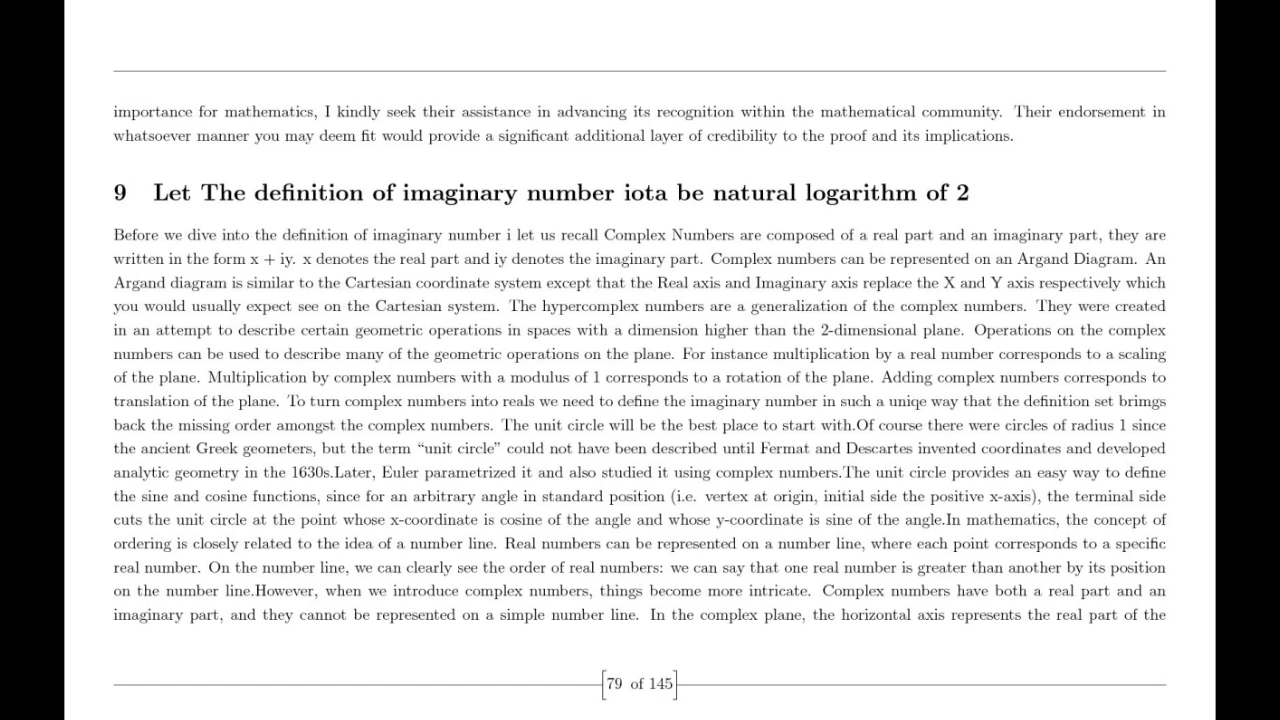 importance for mathematics, I kindly seek their assistance in advancing its recognition within the mathematical community. Their endorsement in
whatsoever manner you may deem fit would provide a significant additional layer of credibility to the proof and its implications.
9 Let The definition of imaginary number iota be natural logarithm of 2
Before we dive into the definition of imaginary number i let us recall Complex Numbers are composed of a real part and an imaginary part, they are
written in the form x + iy. x denotes the real part and iy denotes the imaginary part. Complex numbers can be represented on an Argand Diagram. An
Argand diagram is similar to the Cartesian coordinate system except that the Real axis and Imaginary axis replace the X and Y axis respectively which
you would usually expect see on the Cartesian system. The hypercomplex numbers are a generalization of the complex numbers. They were created
in an attempt to describe certain geometric operations in spaces with a dimension higher than the 2-dimensional plane. Operations on the complex
numbers can be used to describe many of the geometric operations on the plane. For instance multiplication by a real number corresponds to a scaling
of the plane. Multiplication by complex numbers with a modulus of 1 corresponds to a rotation of the plane. Adding complex numbers corresponds to
translation of the plane. To turn complex numbers into reals we need to define the imaginary number in such a uniqe way that the definition set brimgs
back the missing order amongst the complex numbers. The unit circle will be the best place to start with.Of course there were circles of radius 1 since
the ancient Greek geometers, but the term “unit circle” could not have been described until Fermat and Descartes invented coordinates and developed
analytic geometry in the 1630s.Later, Euler parametrized it and also studied it using complex numbers.The unit circle provides an easy way to define
the sine and cosine functions, since for an arbitrary angle in standard position (i.e. vertex at origin, initial side the positive x-axis), the terminal side
cuts the unit circle at the point whose x-coordinate is cosine of the angle and whose y-coordinate is sine of the angle.In mathematics, the concept of
ordering is closely related to the idea of a number line. Real numbers can be represented on a number line, where each point corresponds to a specific
real number. On the number line, we can clearly see the order of real numbers: we can say that one real number is greater than another by its position
on the number line.However, when we introduce complex numbers, things become more intricate. Complex numbers have both a real part and an
imaginary part, and they cannot be represented on a simple number line. In the complex plane, the horizontal axis represents the real part of the
[79 of 145]